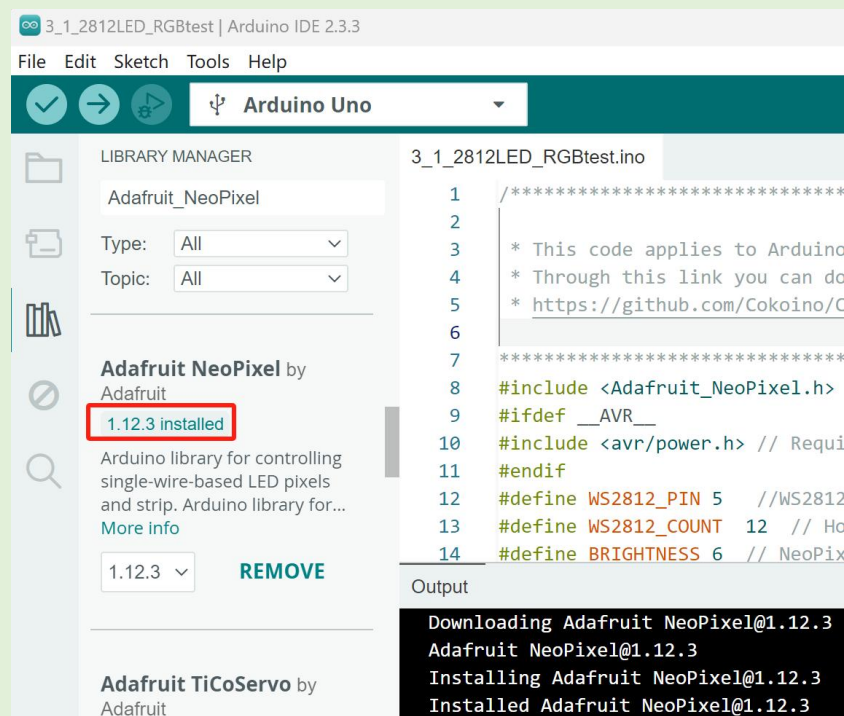 3_1_2812LED_RGBtest | Arduino IDE 2.3.3
File Edit Sketch Tools Help
Arduino Uno
LIBRARY MANAGER
Adafruit_NeoPixel
Type: All
Topic: All
Adafruit NeoPixel by
Adafruit
1.12.3 installed
Arduino library for controlling
single-wire-based LED pixels
and strip. Arduino library for...
More info
1.12.3 REMOVE
Adafruit TiCoServo by
Adafruit
3_1_2812LED_RGBtest.ino
1 /******************************
2
3 * This code applies to Arduino
4 * Through this link you can do
5 * https://github.com/Cokoino/C
6
7 ******************************
8 #include <Adafruit_NeoPixel.h>
9 #ifdef __AVR__
10 #include <avr/power.h> // Requi
11 #endif
12 #define WS2812_PIN 5 //WS2812
13 #define WS2812_COUNT 12 // Ho
14 #define BRIGHTNESS 6 // NeoPix
Output
Downloading Adafruit NeoPixel@1.12.3
Adafruit NeoPixel@1.12.3
Installing Adafruit NeoPixel@1.12.3
Installed Adafruit NeoPixel@1.12.3